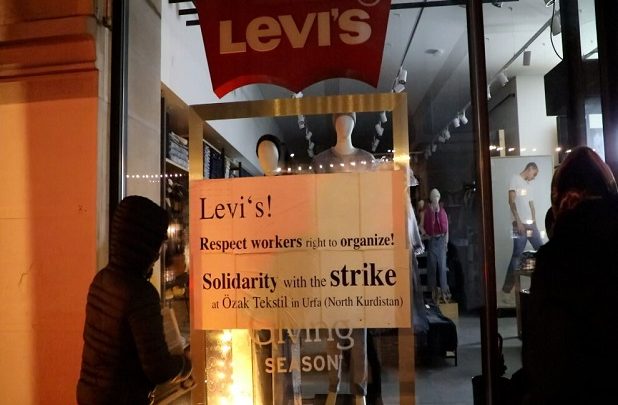 LEVI'S
Levi's!
Respect workers right to organize!
Solidarity with the strike
at Özak Tekstil in Urfa (North Kurdistan)
Giving
SEASON